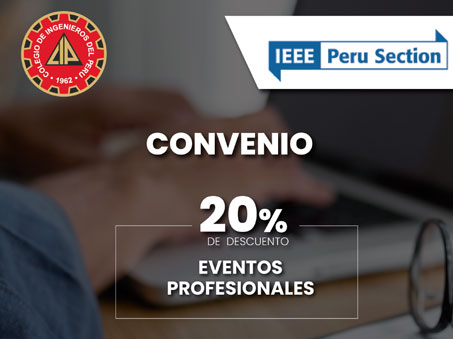 COLEGIO DE INGENIEROS DEL PERU
• 1962 •
IEEE Peru Section
CONVENIO
20%
DE DESCUENTO
EVENTOS
PROFESIONALES